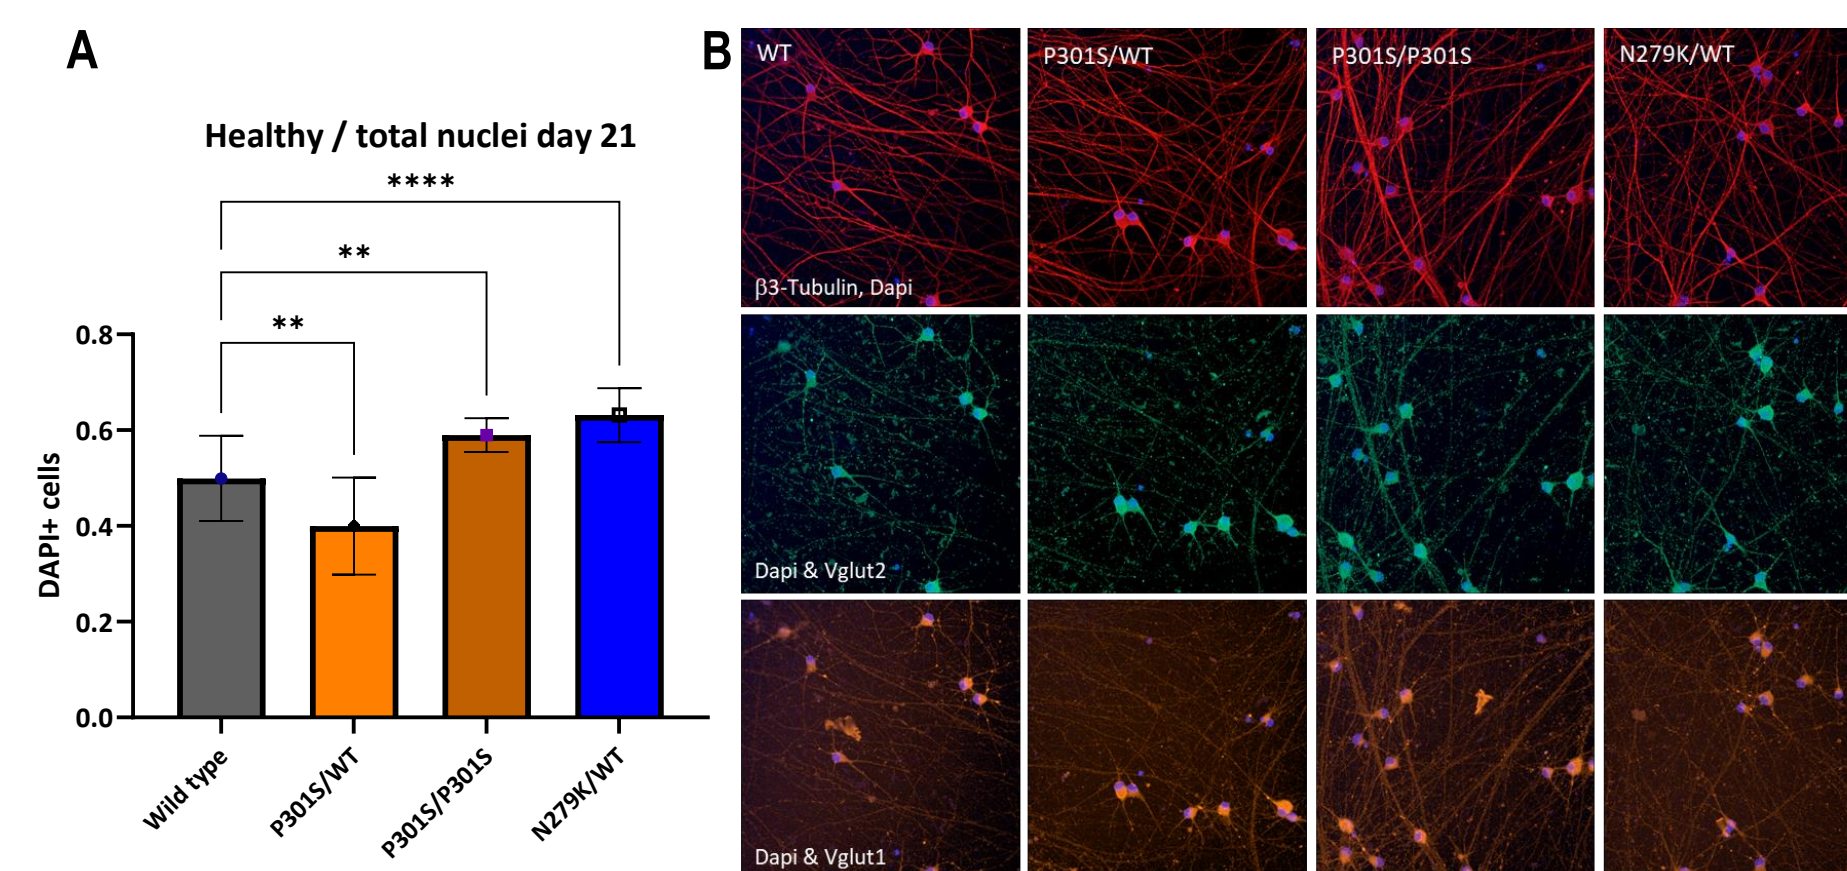 A
Healthy / total nuclei day 21
****
**
**
DAPI+ cells
0.8
0.6
0.4
0.2
0.0
Wild type
P301S/WT
P301S/P301S
N279K/WT
B
WT
P301S/WT
P301S/P301S
N279K/WT
β3-Tubulin, Dapi
Dapi & Vglut2
Dapi & Vglut1